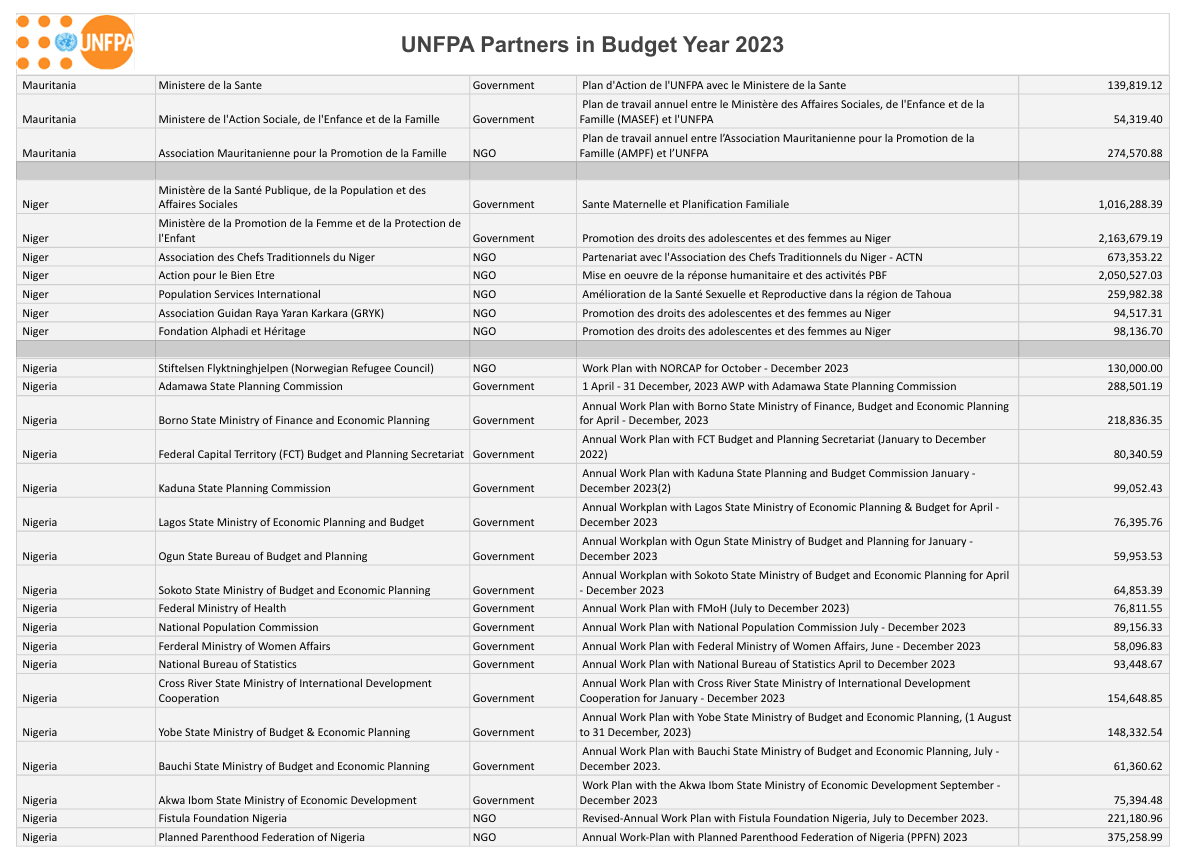 UNFPA
UNFPA Partners in Budget Year 2023
Mauritania Ministere de la Sante Government Plan d'Action de l'UNFPA avec le Ministere de la Sante 139,819.12
Plan de travail annuel entre le Ministère des Affaires Sociales, de l'Enfance et de la
Mauritania Ministere de l'Action Sociale, de l'Enfance et de la Famille Government Famille (MASEF) et l'UNFPA 54,319.40
Plan de travail annuel entre l’Association Mauritanienne pour la Promotion de la
Mauritania Association Mauritanienne pour la Promotion de la Famille NGO Famille (AMPF) et l’UNFPA 274,570.88
Ministère de la Santé Publique, de la Population et des
Niger Affaires Sociales Government Sante Maternelle et Planification Familiale 1,016,288.39
Ministère de la Promotion de la Femme et de la Protection de
Niger l'Enfant Government Promotion des droits des adolescentes et des femmes au Niger 2,163,679.19
Niger Association des Chefs Traditionnels du Niger NGO Partenariat avec l'Association des Chefs Traditionnels du Niger - ACTN 673,353.22
Niger Action pour le Bien Etre NGO Mise en oeuvre de la réponse humanitaire et des activités PBF 2,050,527.03
Niger Population Services International NGO Amélioration de la Santé Sexuelle et Reproductive dans la région de Tahoua 259,982.38
Niger Association Guidan Raya Yaran Karkara (GRYK) NGO Promotion des droits des adolescentes et des femmes au Niger 94,517.31
Niger Fondation Alphadi et Héritage NGO Promotion des droits des adolescentes et des femmes au Niger 98,136.70
Nigeria Stiftelsen Flyktninghjelpen (Norwegian Refugee Council) NGO Work Plan with NORCAP for October - December 2023 130,000.00
Nigeria Adamawa State Planning Commission Government 1 April - 31 December, 2023 AWP with Adamawa State Planning Commission 288,501.19
Annual Work Plan with Borno State Ministry of Finance, Budget and Economic Planning
Nigeria Borno State Ministry of Finance and Economic Planning Government for April - December, 2023 218,836.35
Annual Work Plan with FCT Budget and Planning Secretariat (January to December
Nigeria Federal Capital Territory (FCT) Budget and Planning Secretariat Government 2022) 80,340.59
Annual Work Plan with Kaduna State Planning and Budget Commission January -
Nigeria Kaduna State Planning Commission Government December 2023(2) 99,052.43
Annual Workplan with Lagos State Ministry of Economic Planning & Budget for April -
Nigeria Lagos State Ministry of Economic Planning and Budget Government December 2023 76,395.76
Annual Workplan with Ogun State Ministry of Budget and Planning for January -
Nigeria Ogun State Bureau of Budget and Planning Government December 2023 59,953.53
Annual Workplan with Sokoto State Ministry of Budget and Economic Planning for April
Nigeria Sokoto State Ministry of Budget and Economic Planning Government - December 2023 64,853.39
Nigeria Federal Ministry of Health Government Annual Work Plan with FMoH (July to December 2023) 76,811.55
Nigeria National Population Commission Government Annual Work Plan with National Population Commission July - December 2023 89,156.33
Nigeria Ferderal Ministry of Women Affairs Government Annual Work Plan with Federal Ministry of Women Affairs, June - December 2023 58,096.83
Nigeria National Bureau of Statistics Government Annual Work Plan with National Bureau of Statistics April to December 2023 93,448.67
Cross River State Ministry of International Development Annual Work Plan with Cross River State Ministry of International Development
Nigeria Cooperation Government Cooperation for January - December 2023 154,648.85
Annual Work Plan with Yobe State Ministry of Budget and Economic Planning, (1 August
Nigeria Yobe State Ministry of Budget & Economic Planning Government to 31 December, 2023) 148,332.54
Annual Work Plan with Bauchi State Ministry of Budget and Economic Planning, July -
Nigeria Bauchi State Ministry of Budget and Economic Planning Government December 2023. 61,360.62
Work Plan with the Akwa Ibom State Ministry of Economic Development September -
Nigeria Akwa Ibom State Ministry of Economic Development Government December 2023 75,394.48
Nigeria Fistula Foundation Nigeria NGO Revised-Annual Work Plan with Fistula Foundation Nigeria, July to December 2023. 221,180.96
Nigeria Planned Parenthood Federation of Nigeria NGO Annual Work-Plan with Planned Parenthood Federation of Nigeria (PPFN) 2023 375,258.99